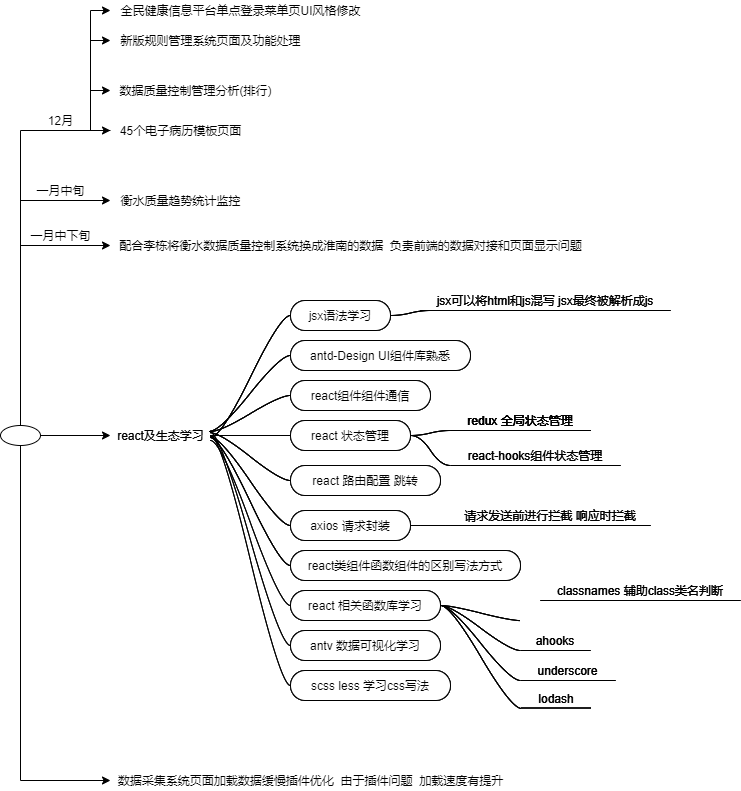 全民健康信息平台单点登录菜单页UI风格修改
新版规则管理系统页面及功能处理
数据质量控制管理分析(排行)
12月
45个电子病历模板页面
一月中旬
衡水质量趋势统计监控
一月中下旬
配合李栋将衡水数据质量控制系统换成淮南的数据 负责前端的数据对接和页面显示问题
jsx语法学习
jsx可以将html和js混写 jsx最终被解析成js
antd-Design UI组件库熟悉
react组件组件通信
react及生态学习
react 状态管理
redux 全局状态管理
react-hooks组件状态管理
react 路由配置 跳转
axios 请求封装
请求发送前进行拦截 响应时拦截
react类组件函数组件的区别写法方式
react 相关函数库学习
classnames 辅助class类名判断
ahooks
underscore
lodash
antv 数据可视化学习
scss less 学习css写法
数据采集系统页面加载数据缓慢插件优化 由于插件问题 加载速度有提升